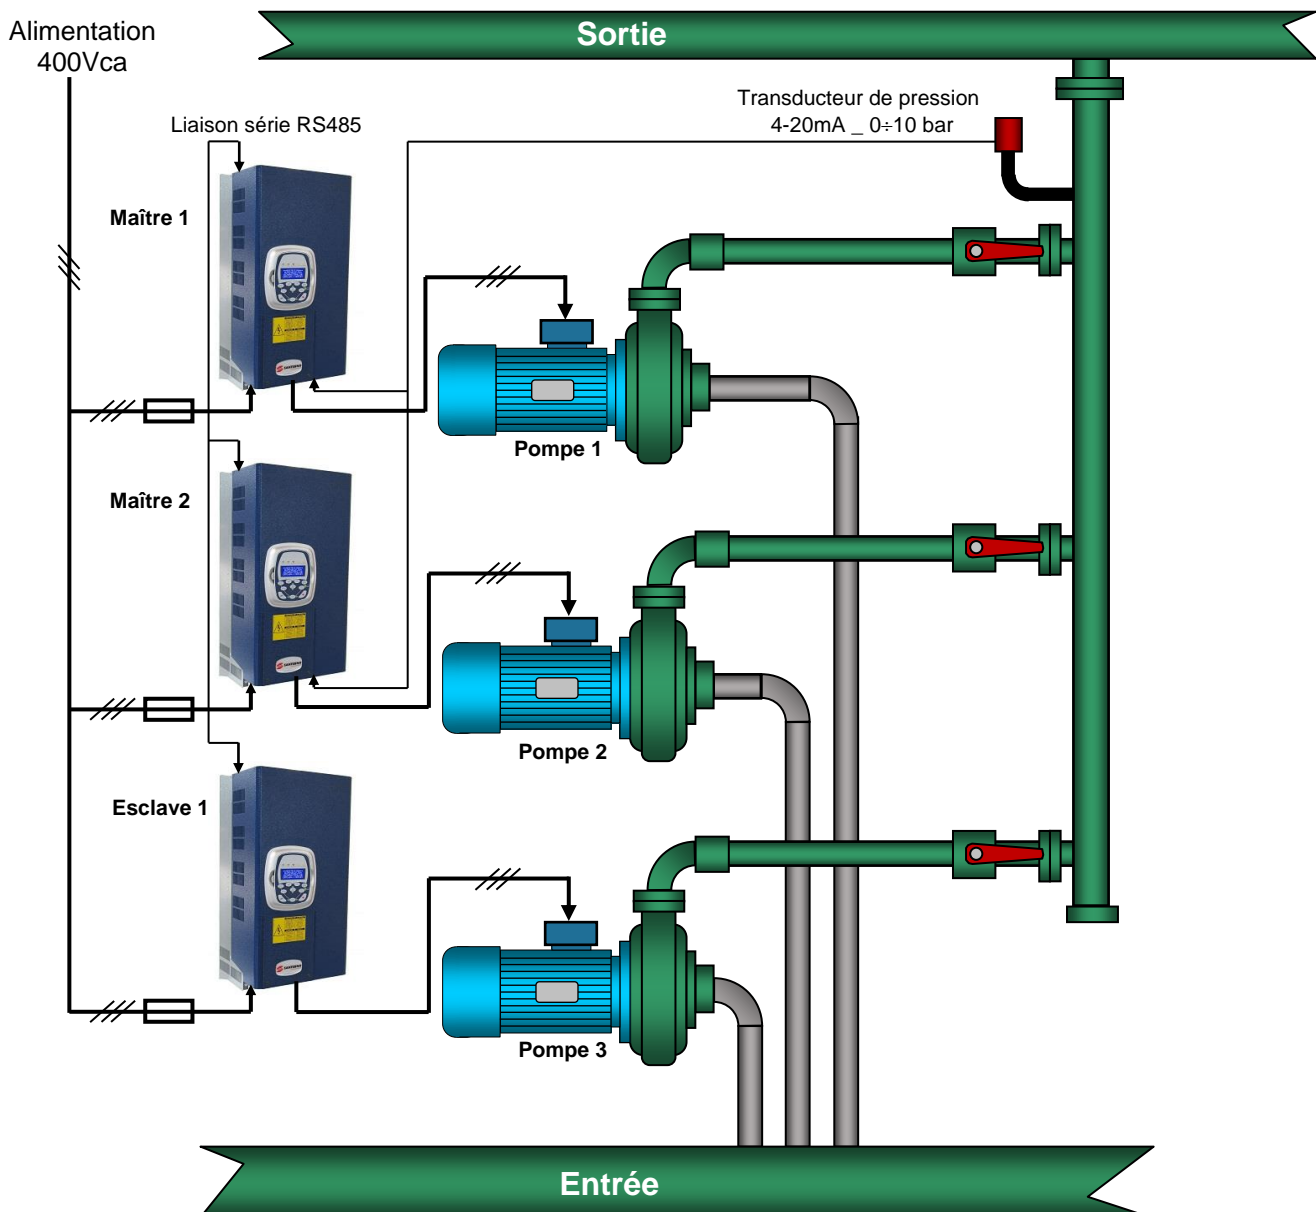 Alimentation
400Vca
Sortie
Transducteur de pression
4-20mA _ 0÷10 bar
Liaison série RS485
Maître 1
Pompe 1
Maître 2
Pompe 2
Esclave 1
Pompe 3
Entrée